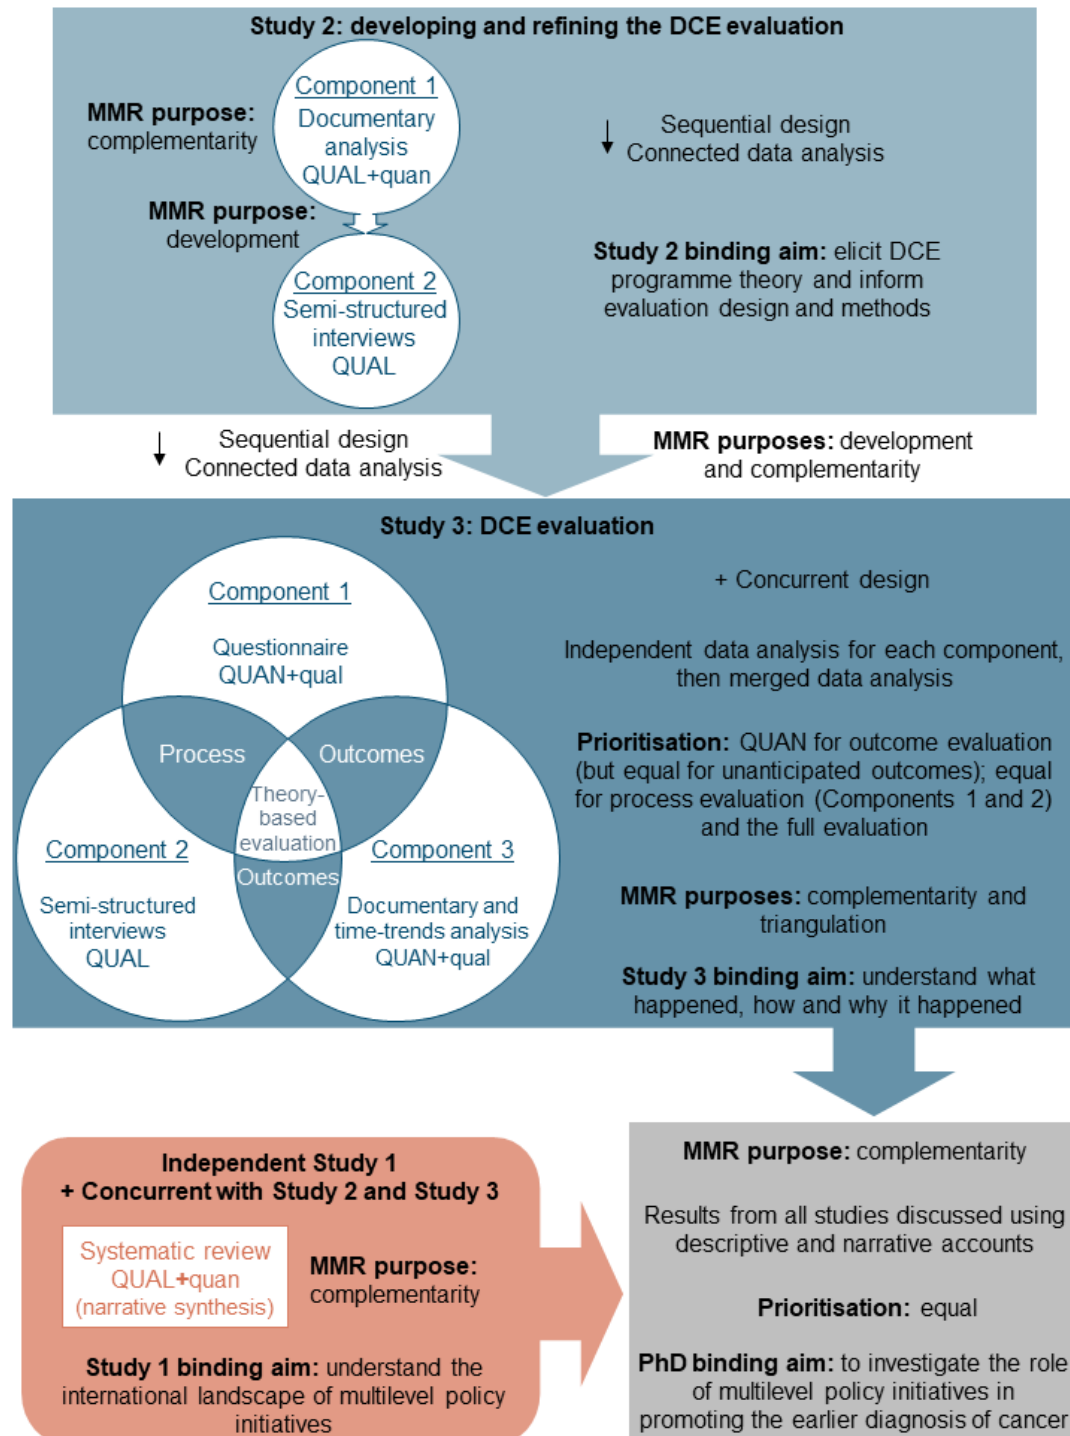 Study 2: developing and refining the DCE evaluation
Component 1
Documentary
analysis
QUAL+quan
MMR purpose:
complementarity
Sequential design
Connected data analysis
MMR purpose:
development
Component 2
Semi-structured
interviews
QUAL
Study 2 binding aim: elicit DCE
programme theory and inform
evaluation design and methods
Sequential design
Connected data analysis
MMR purposes: development
and complementarity
Study 3: DCE evaluation
Component 1
Questionnaire
QUAN+qual
Process
Outcomes
Theory-
based
evaluation
Component 2
Semi-structured
interviews
QUAL
Outcomes
Component 3
Documentary and
time-trends analysis
QUAN+qual
+ Concurrent design
Independent data analysis for each component,
then merged data analysis
Prioritisation: QUAN for outcome evaluation
(but equal for unanticipated outcomes); equal
for process evaluation (Components 1 and 2)
and the full evaluation
MMR purposes: complementarity and
triangulation
Study 3 binding aim: understand what
happened, how and why it happened
Independent Study 1
+ Concurrent with Study 2 and Study 3
Systematic review
QUAL+quan
(narrative synthesis)
MMR purpose:
complementarity
Study 1 binding aim: understand the
international landscape of multilevel policy
initiatives
MMR purpose: complementarity
Results from all studies discussed using
descriptive and narrative accounts
Prioritisation: equal
PhD binding aim: to investigate the role
of multilevel policy initiatives in
promoting the earlier diagnosis of cancer